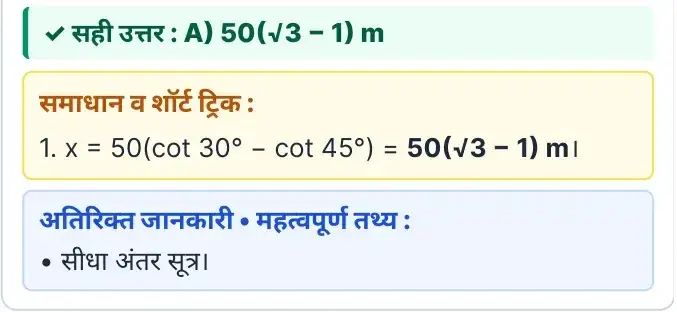 ✓ सही उत्तर : A) 50(√3 − 1) m
समाधान व शॉर्ट ट्रिक :
1. x = 50(cot 30° − cot 45°) = 50(√3 − 1) m।
अतिरिक्त जानकारी • महत्वपूर्ण तथ्य :
• सीधा अंतर सूत्र।